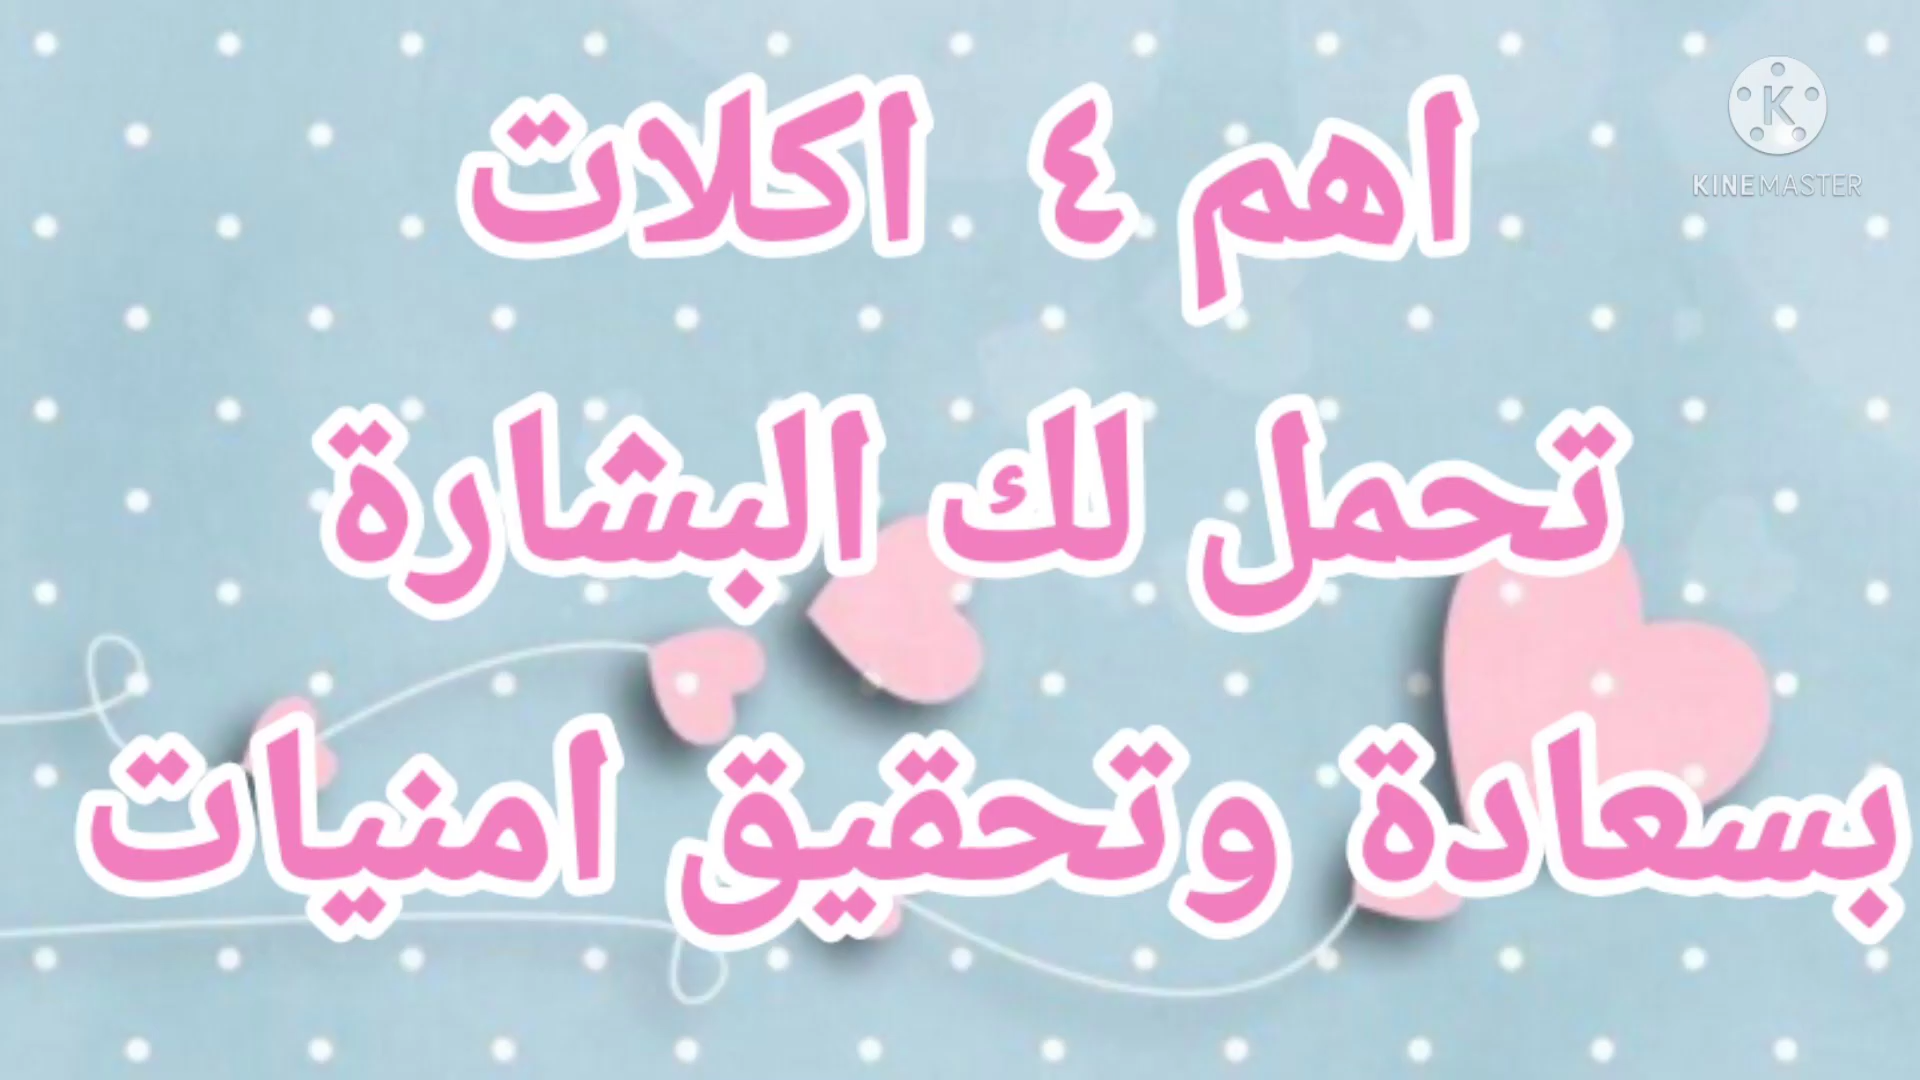 اهم ٤ اكلات
KINEMASTER
تحمل لك البشارة
بسعادة وتحقيق امنيات